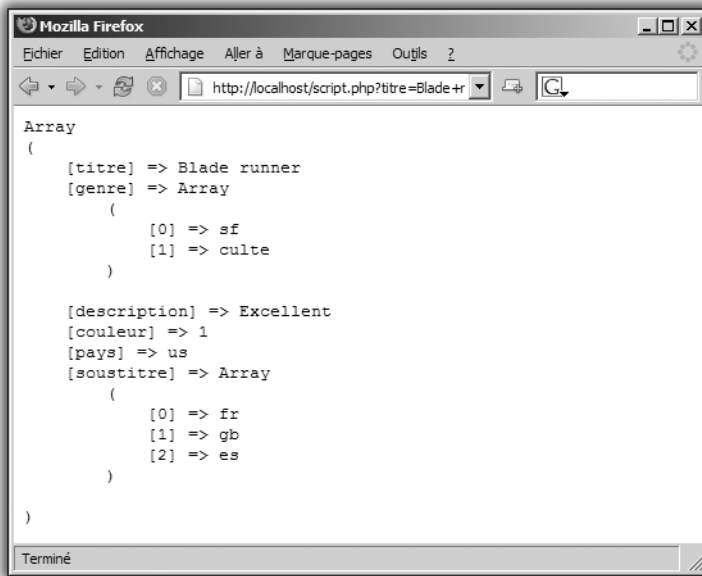 Mozilla Firefox
Fichier Edition Affichage Aller à Marque-pages Outils ?
http://localhost/script.php?titre=Blade+r G
Array
(
    [titre] => Blade runner
    [genre] => Array
        (
            [0] => sf
            [1] => culte
        )

    [description] => Excellent
    [couleur] => 1
    [pays] => us
    [soustitre] => Array
        (
            [0] => fr
            [1] => gb
            [2] => es
        )

)
Terminé